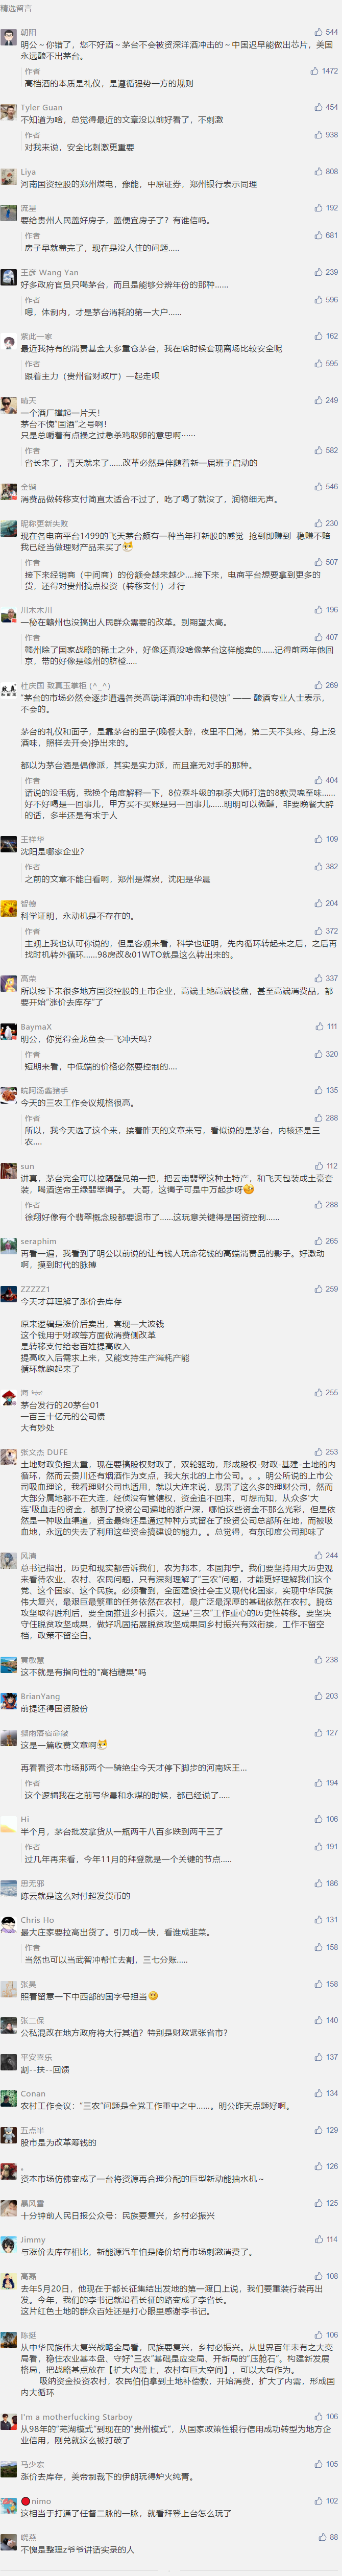 精选留言
朝阳
544
明公～你错了，您不好酒～茅台不会被资深洋酒冲击的～中国迟早能做出芯片，美国
永远酿不出茅台。
作者
1472
高档酒的本质是礼仪，是遵循强势一方的规则
Tyler Guan
454
不知道为啥，总觉得最近的文章没以前好看了，不刺激
作者
938
对我来说，安全比刺激更重要
Liya
808
河南国资控股的郑州煤电，豫能，中原证券，郑州银行表示同理
流星
192
要给贵州人民盖好房子，盖便宜房子了？有谁信吗。
作者
681
房子早就盖完了，现在是没人住的问题.....
王彦 Wang Yan
239
好多政府官员只喝茅台，而且是能够分辨年份的那种......
作者
596
嗯，体制内，才是茅台消耗的第一大户......
紫此一家
162
最近我持有的消费基金大多重仓茅台，我在啥时候套现离场比较安全呢
作者
595
跟着主力（贵州省财政厅）一起走呗
晴天
249
一个酒厂撑起一片天！
茅台不愧“国酒”之号啊！
只是总嚼着有点操之过急杀鸡取卵的意思啊……
作者
582
省长来了，青天就来了......改革必然是伴随着新一届班子启动的
金锢
546
消费品做转移支付简直太适合不过了，吃了喝了就没了，润物细无声。
昵称更新失败
230
现在各电商平台1499的飞天茅台颇有一种当年打新股的感觉 抢到即赚到 稳赚不赔
我已经当做理财产品来买了
作者
507
接下来经销商（中间商）的份额会越来越少....接下来，电商平台想要拿到更多的
货，还得对贵州搞点投资（转移支付）才行
川木木川
196
一秘在赣州也没搞出人民群众需要的改革。别期望太高。
作者
407
赣州除了国家战略的稀土之外，好像还真没啥像茅台这样能卖的......记得前两年他回
京，带的好像是赣州的脐橙.....
杜庆国 政真玉掌柜 (^_^)
269
“茅台的市场必然会逐步遭遇各类高端洋酒的冲击和侵蚀” —— 酿酒专业人士表示，
不会的。
茅台的礼仪和面子，是靠茅台的里子(晚餐大醉，夜里不口渴，第二天不头疼、身上没
酒味，照样去开会)挣出来的。
都以为茅台酒是偶像派，其实是实力派，而且毫无对手的那种。
作者
404
话说的没毛病，我换个角度解释一下，8位泰斗级的制茶大师打造的8款灵魂至味......
好不好喝是一回事儿，甲方买不买账是另一回事儿......明明可以微醺，非要晚餐大醉
的话，多半还是有求于人
王祥华
109
沈阳是哪家企业？
作者
382
之前的文章不能白看啊，郑州是煤炭，沈阳是华晨
智德
204
科学证明，永动机是不存在的。
作者
372
主观上我也认可你说的，但是客观来看，科学也证明，先内循环转起来之后，之后再
找时机转外循环......98房改&01WTO就是这么转出来的。
高荣
337
所以接下来很多地方国资控股的上市企业，高端土地高端楼盘，甚至高端消费品，都
要开始“涨价去库存”了
BaymaX
111
明公，你觉得金龙鱼会一飞冲天吗？
作者
320
短期来看，中低端的价格必然要控制的....
皖阿汤酱猪手
135
今天的三农工作会议规格很高。
作者
288
所以，我今天选了这个来，接着昨天的文章来写，看似说的是茅台，内核还是三
农....
sun
112
讲真，茅台完全可以拉隔壁兄弟一把，把云南翡翠这种土特产，和飞天包装成土豪套
装，喝酒送帝王绿翡翠镯子。 大哥，这镯子可是中万起步呀
作者
288
徐翔好像有个翡翠概念股都要退市了......这玩意关键得是国资控制......
seraphim
265
再看一遍，我看到了明公以前说的让有钱人玩命花钱的高端消费品的影子。好激动
啊，摸到时代的脉搏
ZZZZZ1
259
今天才算理解了涨价去库存
原来逻辑是涨价后卖出，套现一大波钱
这个钱用于财政等方面做消费侧改革
是转移支付给老百姓提高收入
提高收入后需求上来，又能支持生产消耗产能
循环就跑起来了
海
255
茅台发行的20茅台01
一百三十亿元的公司债
大有妙处
张文杰 DUFE
253
土地财政负担太重，现在要搞股权财政了，双轮驱动，形成股权-财政-基建-土地的内
循环，然而云贵川还有烟酒作为支点，我大东北的上市公司。。。明公所说的上市公
司吸血理论，我看理财公司也适用，就以大连来说，暴雷了这么多的理财公司，然而
大部分属地都不在大连，经侦没有管辖权，资金追不回来，可想而知，从众多‘大
连’吸血走的资金，都到了投资公司遍地的浙户深，哪怕这些资金不那么光彩，但是依
然是一种吸血渠道，资金最终还是通过种种方式留在了投资公司总部所在地，而被吸
血地，永远的失去了利用这些资金搞建设的能力。。总觉得，有东印度公司那味了
风清
244
总书记指出，历史和现实都告诉我们，农为邦本，本固邦宁。我们要坚持用大历史观
来看待农业、农村、农民问题，只有深刻理解了“三农”问题，才能更好理解我们这个
党、这个国家、这个民族。必须看到，全面建设社会主义现代化国家，实现中华民族
伟大复兴，最艰巨最繁重的任务依然在农村，最广泛最深厚的基础依然在农村。脱贫
攻坚取得胜利后，要全面推进乡村振兴，这是“三农”工作重心的历史性转移。要坚决
守住脱贫攻坚成果，做好巩固拓展脱贫攻坚成果同乡村振兴有效衔接，工作不留空
档，政策不留空白。
黄敏慧
238
这不就是有指向性的“高档糖果”吗
BrianYang
203
前提还得国资股份
骤雨落宿命敲
127
这是一篇收费文章啊
再看看资本市场那两个一骑绝尘今天才停下脚步的河南妖王...
作者
194
这个逻辑我在之前写华晨和永煤的时候，都已经说了.....
Hi
106
半个月，茅台批发拿货从一瓶两千八百多跌到两千三了
作者
191
过几年再来看，今年11月的拜登就是一个关键的节点.....
思无邪
186
陈云就是这么对付超发货币的
Chris Ho
131
最大庄家要拉高出货了。引刀成一快，看谁成韭菜。
作者
158
当然也可以当武智冲帮忙去割，三七分账.....
张昊
158
照着留意一下中西部的国字号担当
张二保
140
公私混改在地方政府将大行其道？特别是财政紧张省市？
平安喜乐
137
割--扶--回馈
Conan
134
农村工作会议：“三农”问题是全党工作重中之中......。明公昨天点题好啊。
五点半
129
股市是为改革筹钱的
。
126
资本市场仿佛变成了一台将资源再合理分配的巨型新动能抽水机～
暴风雪
125
十分钟前人民日报公众号：民族要复兴，乡村必振兴
Jimmy
114
与涨价去库存相比，新能源汽车怕是降价培育市场刺激消费了。
高磊
108
去年5月20日，他现在于都长征集结出发地的第一渡口上说，我们要重装行装再出
发。今年，我们的李书记就沿着长征的路变成了李省长。
这片红色土地的群众百姓还是打心眼里感谢李书记。
陈挺
106
从中华民族伟大复兴战略全局看，民族要复兴，乡村必振兴。从世界百年未有之大变
局看，稳住农业基本盘、守好“三农”基础是应变局、开新局的“压舱石”。构建新发展
格局，把战略基点放在【扩大内需上，农村有巨大空间】，可以大有作为。
吸纳资金投资农村，农民伯伯拿到土地补偿款，开始消费，扩大了内需，形成国
内大循环
I'm a motherfucking Starboy
106
从98年的“芜湖模式”到现在的“贵州模式”，从国家政策性银行信用成功转型为地方企
业信用，刚兑就这么被打破了
马少宏
105
涨价去库存，美帝制裁下的伊朗玩得炉火纯青。
nimo
102
这相当于打通了任督二脉的一脉，就看拜登上台怎么玩了
晓燕
88
不愧是整理z爷爷讲话实录的人